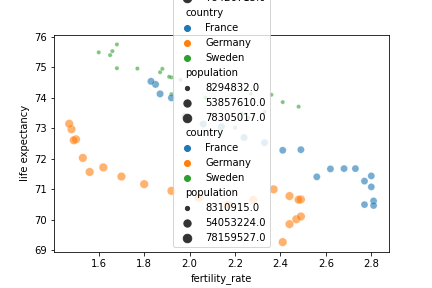 country
France
Germany
Sweden
population
8294832.0
53857610.0
78305017.0
country
France
Germany
Sweden
population
8310915.0
54053224.0
78159527.0
76
75
74
73
72
71
70
69
life expectancy
1.6 1.8 2.0 2.2 2.4 2.6 2.8
fertility_rate